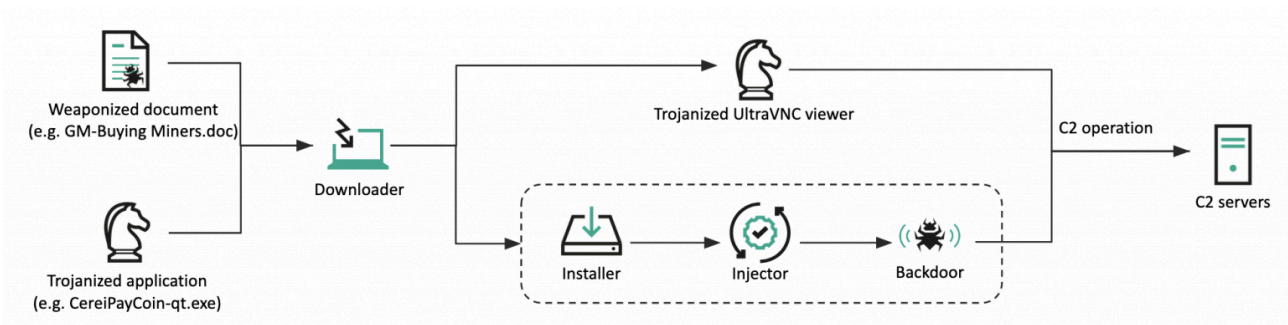 Weaponized document
(e.g. GM-Buying Miners.doc)
Trojanized application
(e.g. CereiPayCoin-qt.exe)
Downloader
Trojanized UltraVNC viewer
Installer
Injector
Backdoor
C2 operation
C2 servers